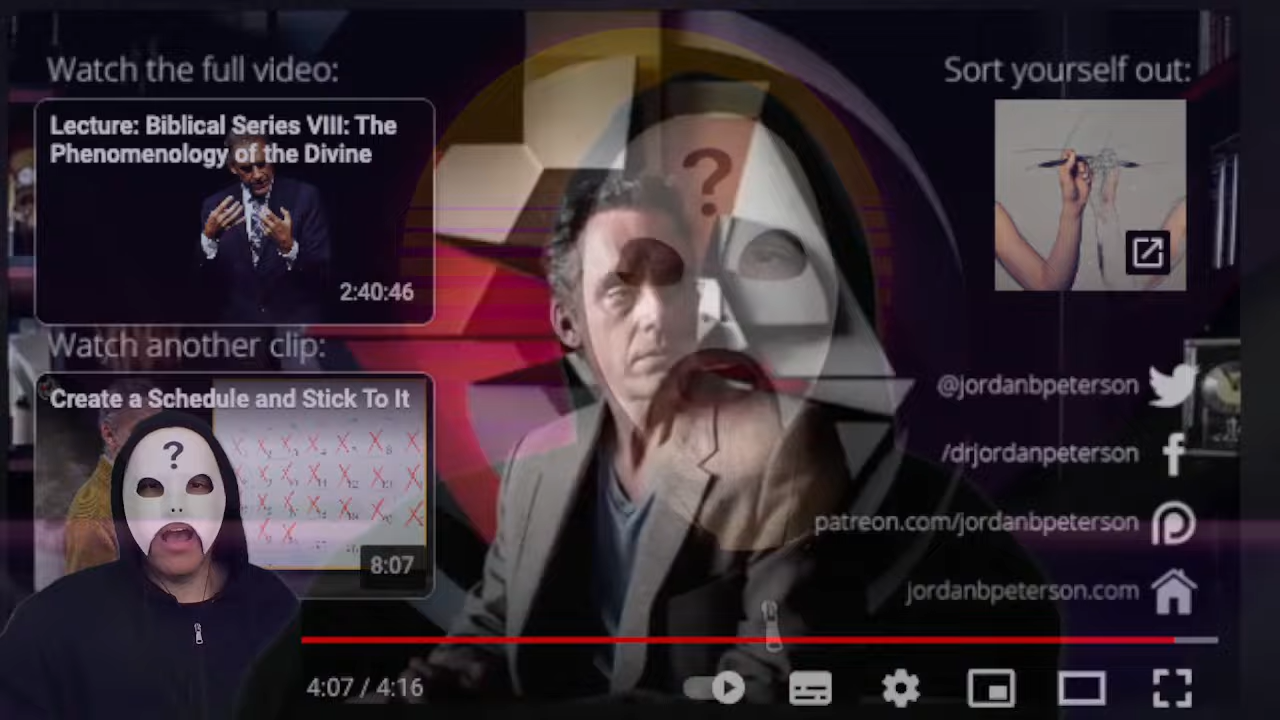 Watch the full video:
Lecture: Biblical Series VIII: The
Phenomenology of the Divine
2:40:46
Watch another clip:
Create a Schedule and Stick To It
8:07
?
?
Sort yourself out:
@jordanbpeterson
/drjordanpeterson
patreon.com/jordanbpeterson
jordanbpeterson.com
4:07 / 4:16